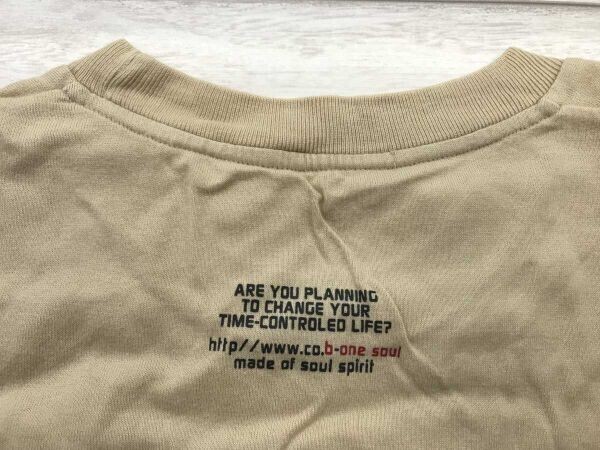 ARE YOU PLANNING
TO CHANGE YOUR
TIME-CONTROLED LIFE?
http//www.co.b-one soul
made of soul spirit